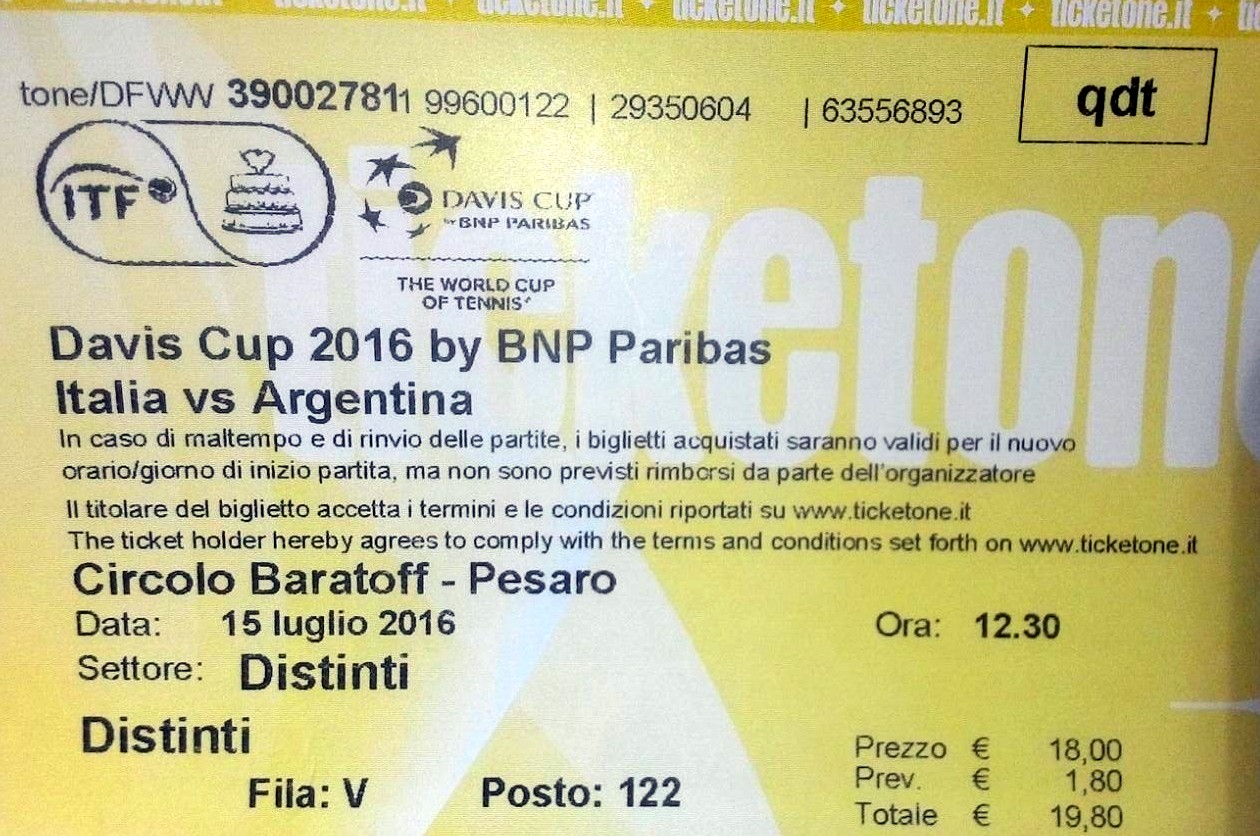 ticketone.it ticketone.it ticketone.it ticketone.it ticketone.it
tone/DFWW 390027811 99600122 | 29350604 | 63556893
qdt
ITF
DAVIS CUP
by BNP PARIBAS
THE WORLD CUP
OF TENNIS
ticketon
Davis Cup 2016 by BNP Paribas
Italia vs Argentina
In caso di maltempo e di rinvio delle partite, i biglietti acquistati saranno validi per il nuovo
orario/giorno di inizio partita, ma non sono previsti rimborsi da parte dell'organizzatore
Il titolare del biglietto accetta i termini e le condizioni riportati su www.ticketone.it
The ticket holder hereby agrees to comply with the terms and conditions set forth on www.ticketone.it
Circolo Baratoff - Pesaro
Data: 15 luglio 2016 Ora: 12.30
Settore: Distinti
Distinti
Prezzo € 18,00
Prev. € 1,80
Fila: V Posto: 122
Totale € 19,80